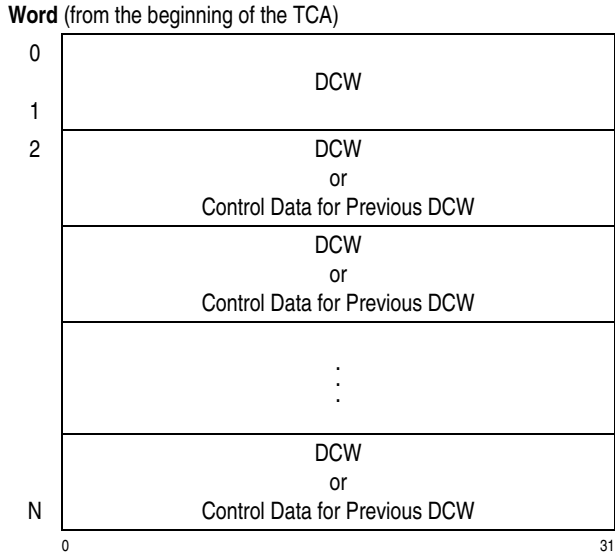 Word (from the beginning of the TCA)
0
DCW
1
2
DCW
or
Control Data for Previous DCW
DCW
or
Control Data for Previous DCW
.
.
.
DCW
or
N
Control Data for Previous DCW
0
31